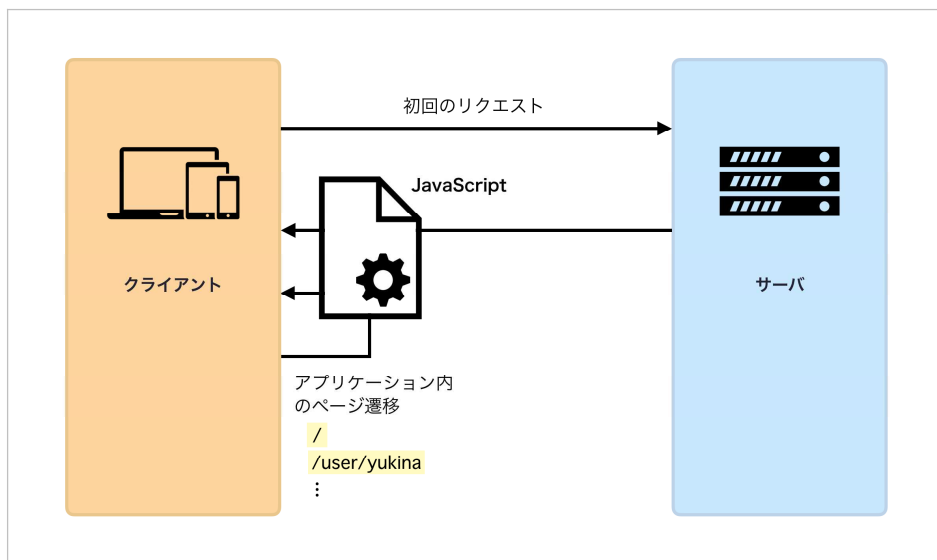 初回のリクエスト
JavaScript
クライアント
サーバ
アプリケーション内
のページ遷移
/
/user/yukina
⋮